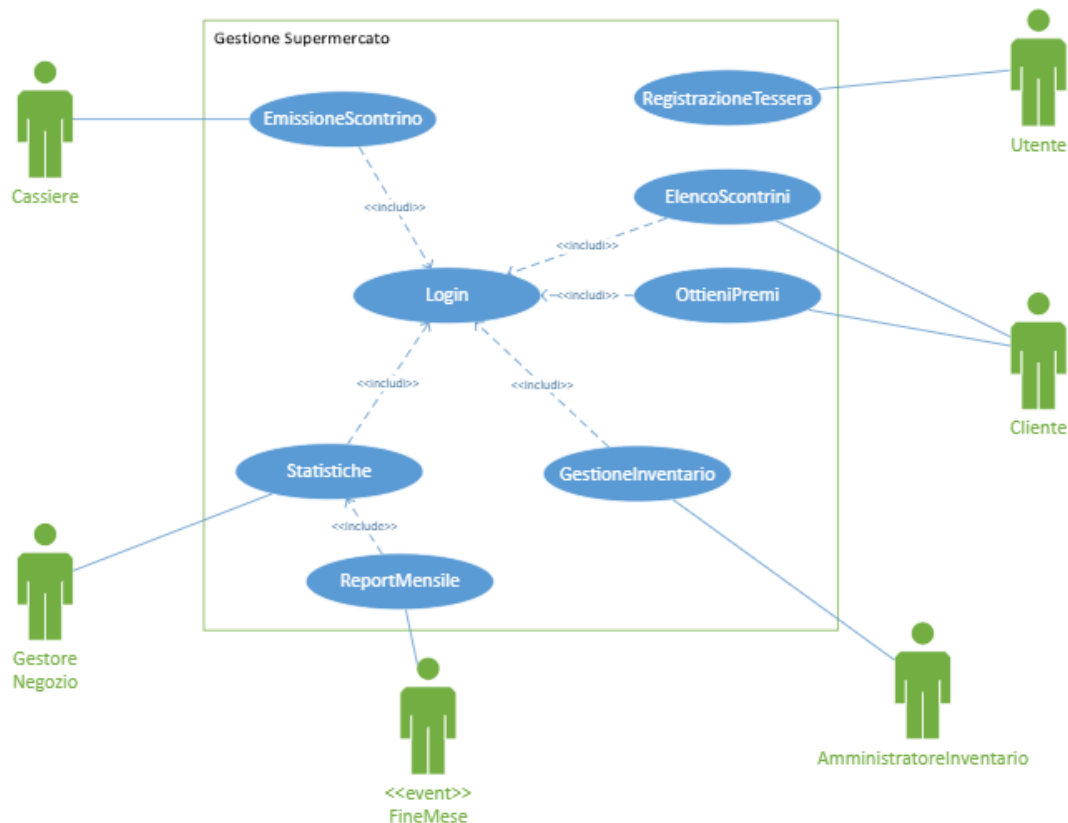 Gestione Supermercato
RegistrazioneTessera
EmissioneScontrino
Utente
Cassiere
ElencoScontrini
<<includi>>
<<includi>>
Login
<<includi>>
OttieniPremi
<<includi>>
<<includi>>
Cliente
Statistiche
GestioneInventario
<<include>>
ReportMensile
Gestore
Negozio
AmministratoreInventario
<<event>>
FineMese